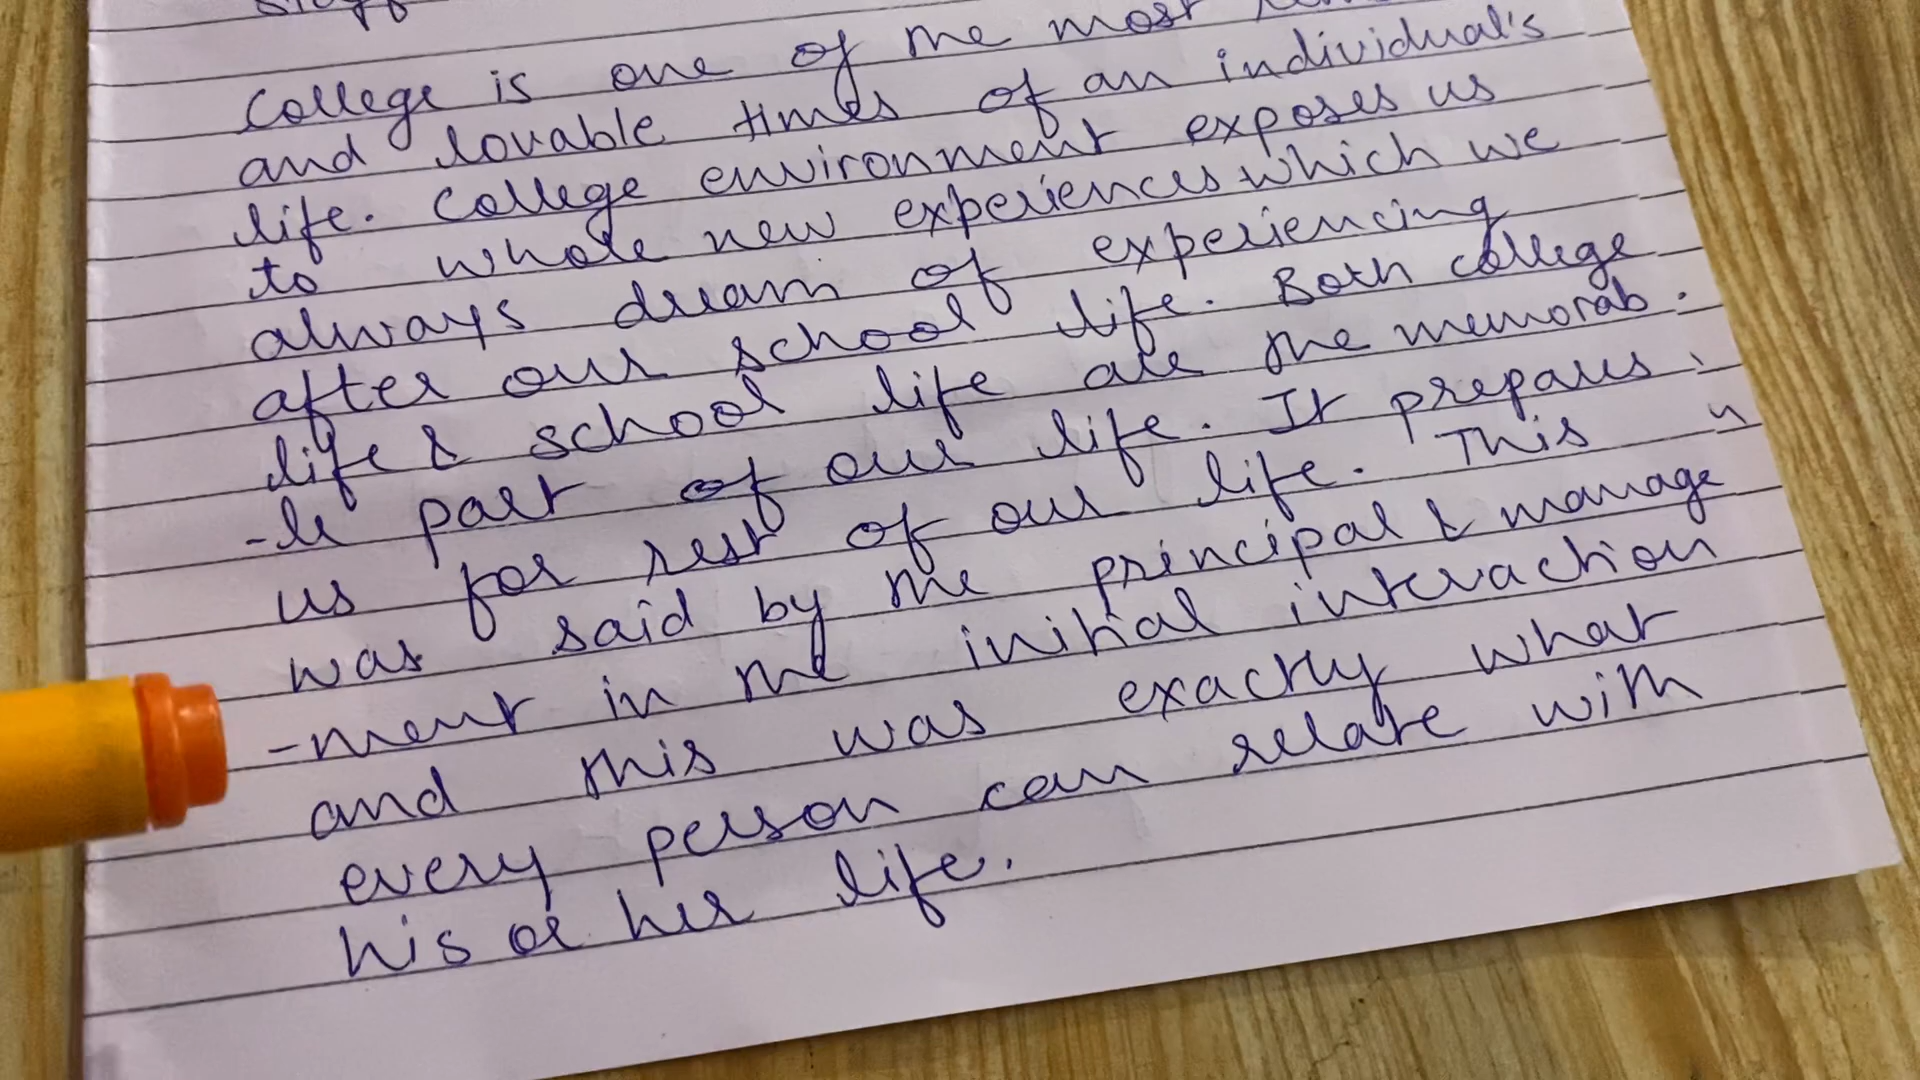 staff
College is one of the most
and lovable times of an individual's
life. College environment exposes us
to whole new experiences which we
always dream of experiencing
after our school life. Both college
life & school life are the memorab
-le part of our life. It prepares
us for rest of our life. This
was said by the principal & manage
-ment in the initial interaction
and this was exactly what
every person can relate with
his or her life.